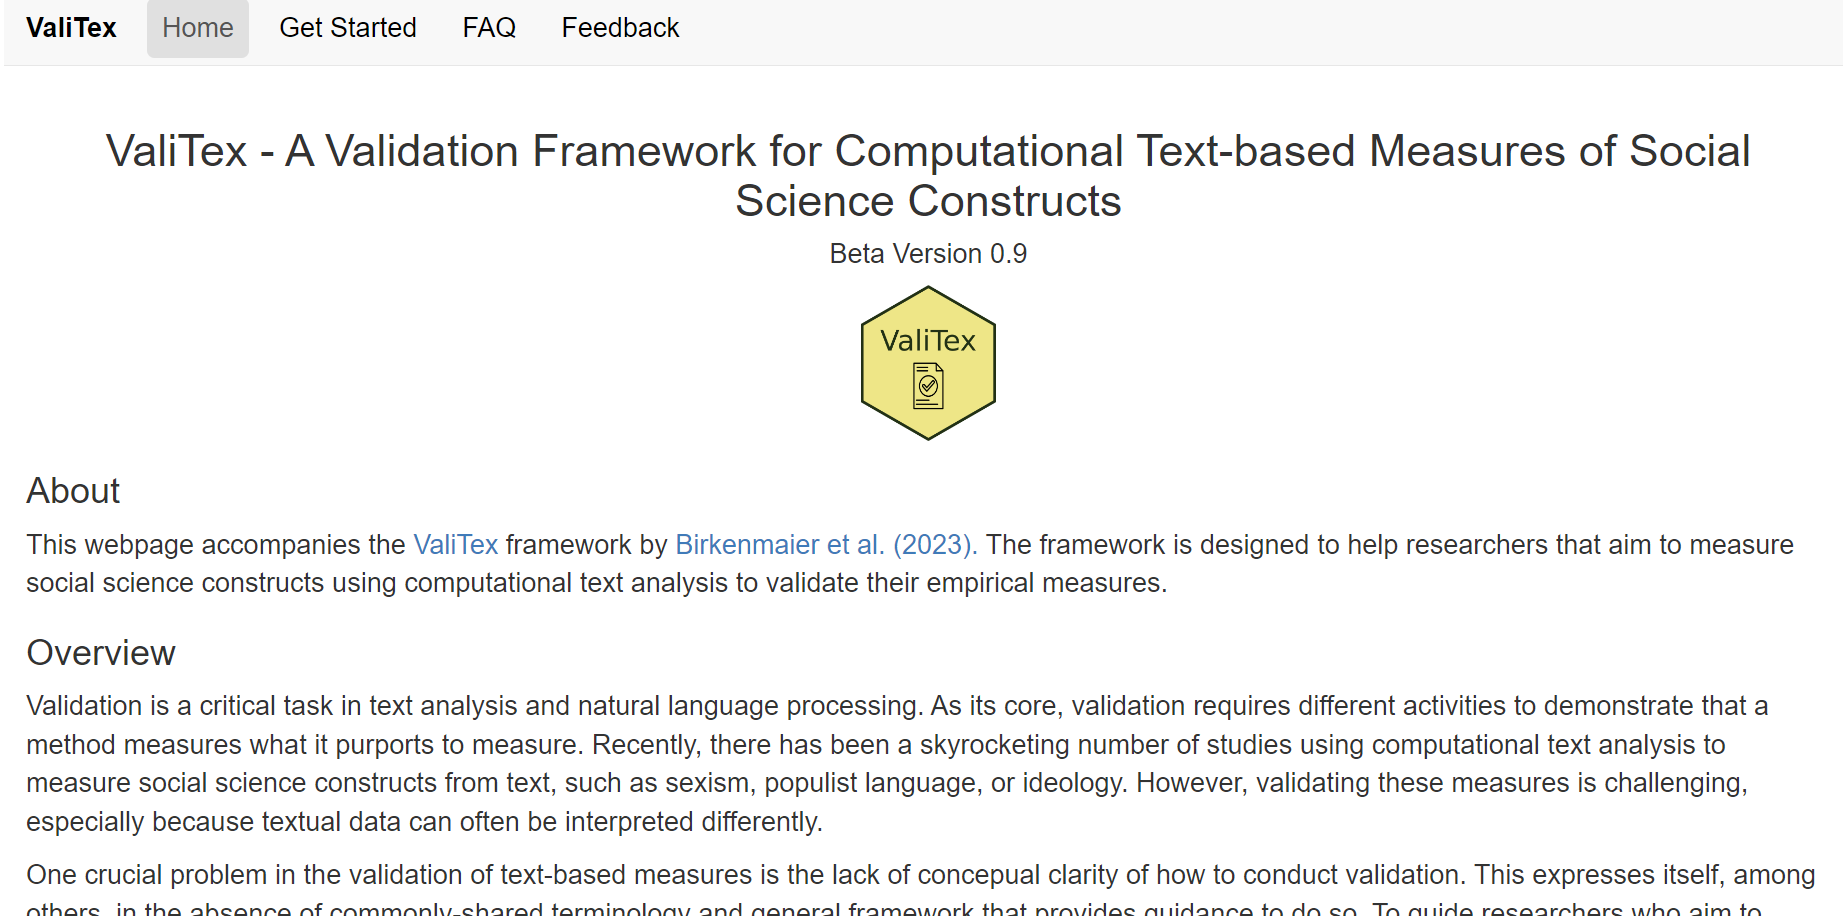 ValiTex Home Get Started FAQ Feedback
ValiTex - A Validation Framework for Computational Text-based Measures of Social
Science Constructs
Beta Version 0.9
ValiTex
About
This webpage accompanies the ValiTex framework by Birkenmaier et al. (2023). The framework is designed to help researchers that aim to measure
social science constructs using computational text analysis to validate their empirical measures.
Overview
Validation is a critical task in text analysis and natural language processing. As its core, validation requires different activities to demonstrate that a
method measures what it purports to measure. Recently, there has been a skyrocketing number of studies using computational text analysis to
measure social science constructs from text, such as sexism, populist language, or ideology. However, validating these measures is challenging,
especially because textual data can often be interpreted differently.
One crucial problem in the validation of text-based measures is the lack of concepual clarity of how to conduct validation. This expresses itself, among
others, in the absence of commonly-shared terminology and general framework that provides guidance to do so. To guide researchers who aim to